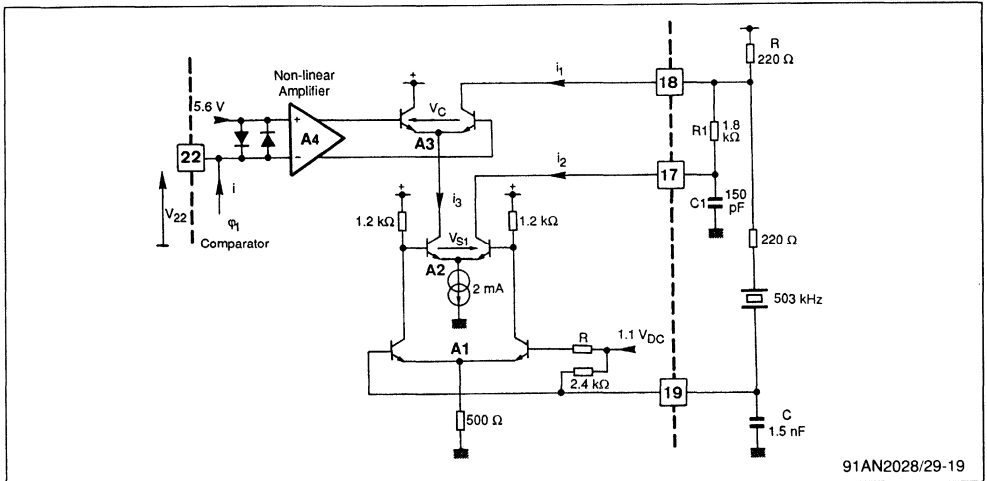 Non-linear
Amplifier
5.6 V
+
−
A4
22
V22
i
φ1
Comparator
+
VC
A3
i1
18
R
220 Ω
R1
1.8
kΩ
i2
17
C1
150
pF
i3
+
1.2 kΩ
+
1.2 kΩ
VS1
A2
2 mA
220 Ω
503 kHz
A1
R
1.1 VDC
2.4 kΩ
19
500 Ω
C
1.5 nF
91AN2028/29-19